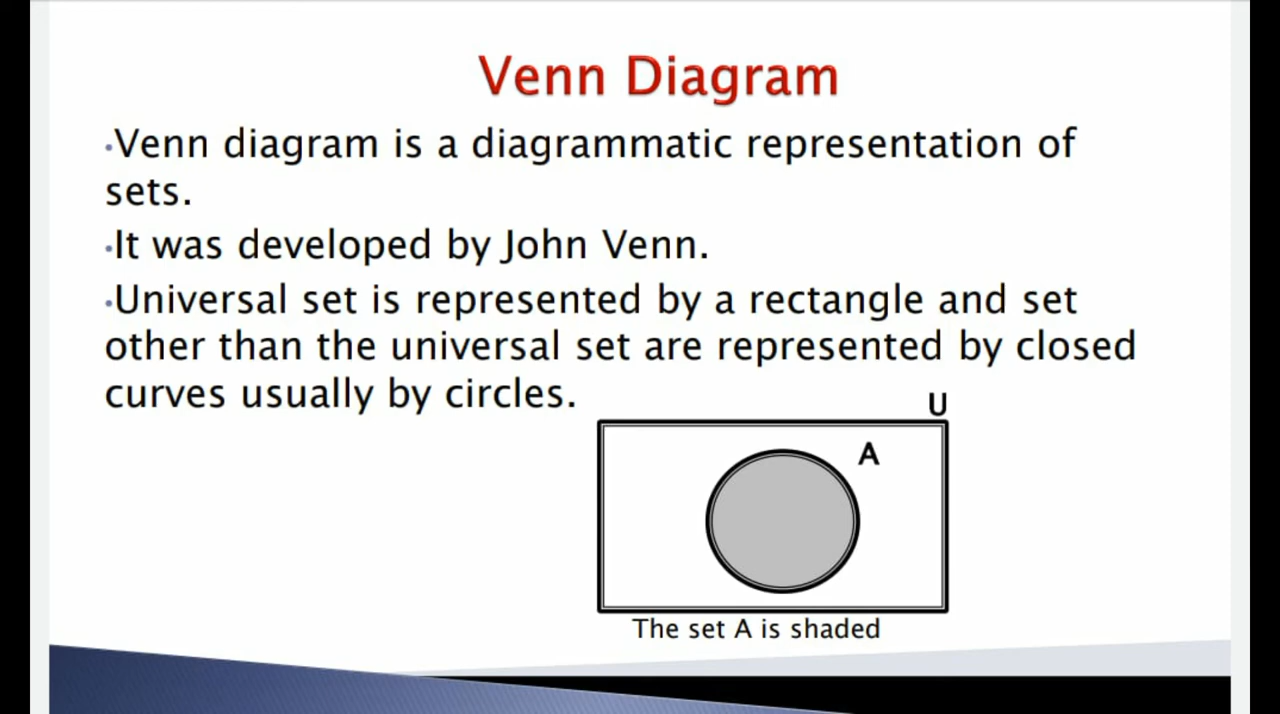 Venn Diagram
•Venn diagram is a diagrammatic representation of
sets.
•It was developed by John Venn.
•Universal set is represented by a rectangle and set
other than the universal set are represented by closed
curves usually by circles.
U
A
The set A is shaded